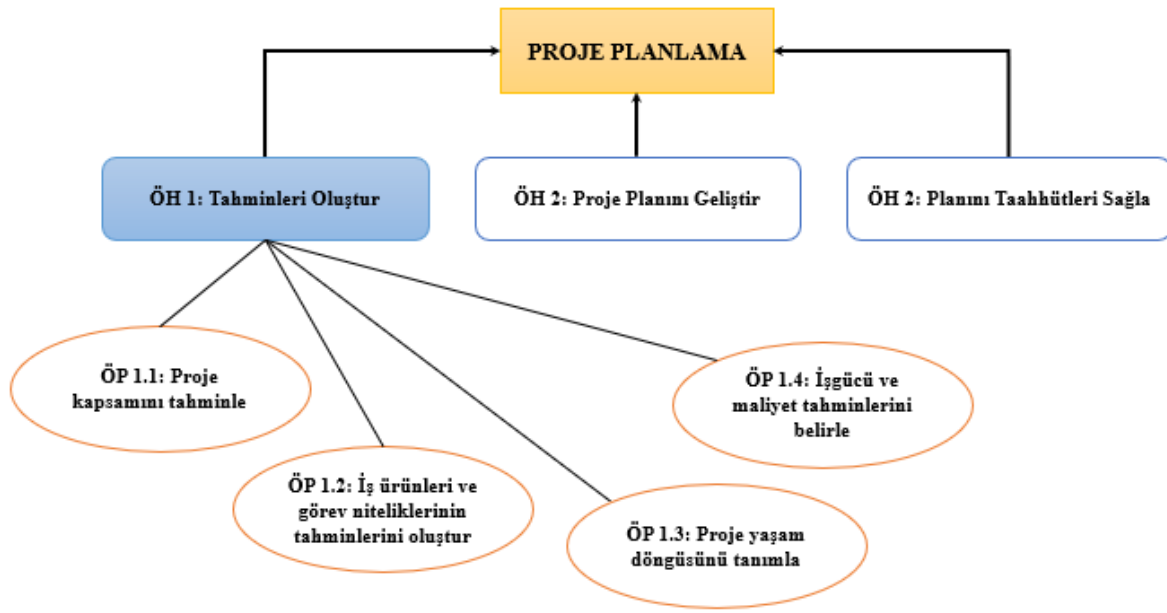 PROJE PLANLAMA
ÖH 1: Tahminleri Oluştur
ÖH 2: Proje Planını Geliştir
ÖH 2: Planını Taahhütleri Sağla
ÖP 1.1: Proje
kapsamını tahminle
ÖP 1.2: İş ürünleri ve
görev niteliklerinin
tahminlerini oluştur
ÖP 1.3: Proje yaşam
döngüsünü tanımla
ÖP 1.4: İşgücü ve
maliyet tahminlerini
belirle